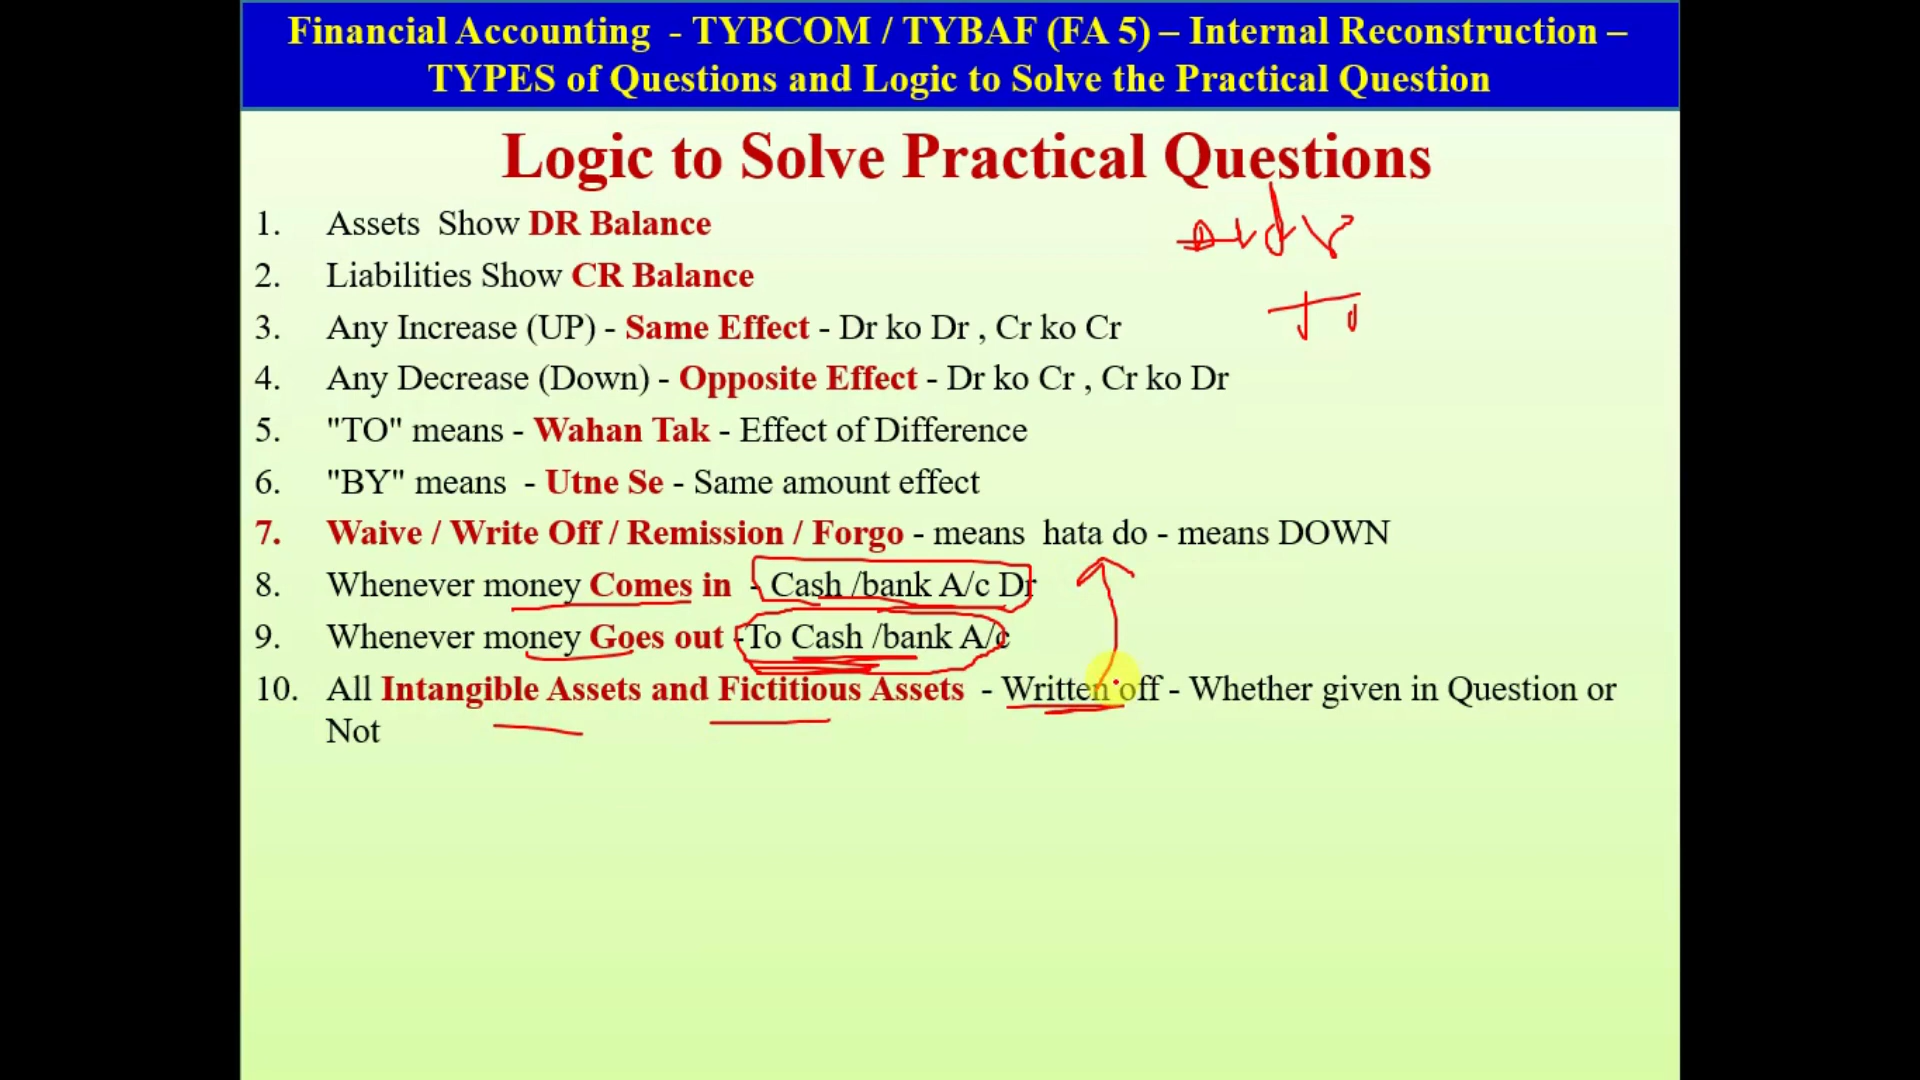 Financial Accounting - TYBCOM / TYBAF (FA 5) – Internal Reconstruction –
TYPES of Questions and Logic to Solve the Practical Question
Logic to Solve Practical Questions
1. Assets Show DR Balance
2. Liabilities Show CR Balance
3. Any Increase (UP) - Same Effect - Dr ko Dr , Cr ko Cr
4. Any Decrease (Down) - Opposite Effect - Dr ko Cr , Cr ko Dr
5. "TO" means - Wahan Tak - Effect of Difference
6. "BY" means - Utne Se - Same amount effect
7. Waive / Write Off / Remission / Forgo - means hata do - means DOWN
8. Whenever money Comes in - Cash /bank A/c Dr
9. Whenever money Goes out -To Cash /bank A/c
10. All Intangible Assets and Fictitious Assets - Written off - Whether given in Question or
Not